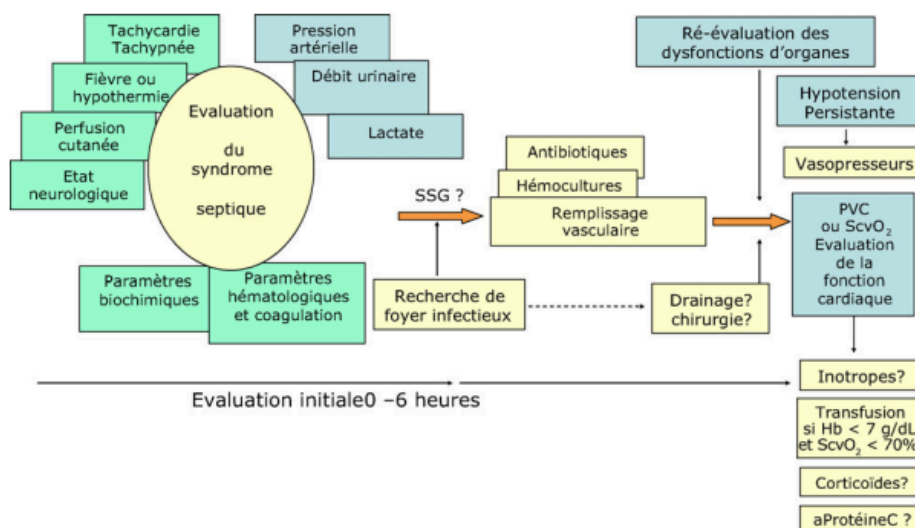 Tachycardie
Tachypnée
Fièvre ou
hypothermie
Perfusion
cutanée
Etat
neurologique
Evaluation
du
syndrome
septique
Pression
artérielle
Débit urinaire
Lactate
Paramètres
biochimiques
Paramètres
hématologiques
et coagulation
SSG ?
Recherche de
foyer infectieux
Antibiotiques
Hémocultures
Remplissage
vasculaire
Drainage?
chirurgie?
Ré-évaluation des
dysfonctions d'organes
Hypotension
Persistante
Vasopresseurs
PVC
ou ScvO₂
Evaluation
de la
fonction
cardiaque
Inotropes?
Transfusion
si Hb < 7 g/dL
et ScvO₂ < 70%
Corticoïdes?
aProtéineC ?
Evaluation initiale0 –6 heures